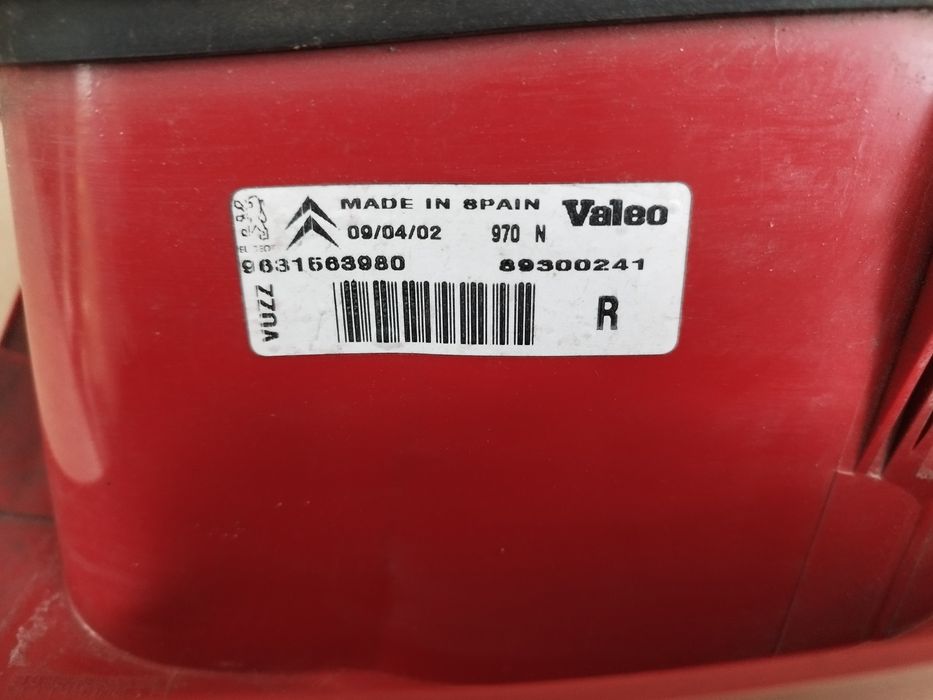 MADE IN SPAIN Valeo
09/04/02 970 N
9631563980 89300241
VUZZ
R